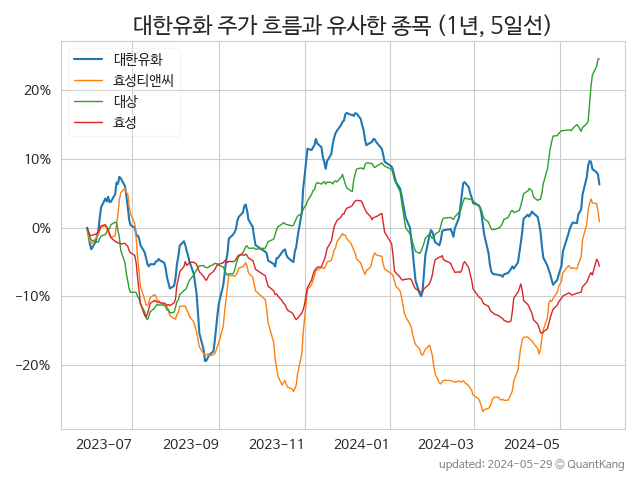 대한유화 주가 흐름과 유사한 종목 (1년, 5일선)
대한유화
효성티앤씨
대상
효성
20%
10%
0%
−10%
−20%
2023-07 2023-09 2023-11 2024-01 2024-03 2024-05
updated: 2024-05-29 © QuantKang